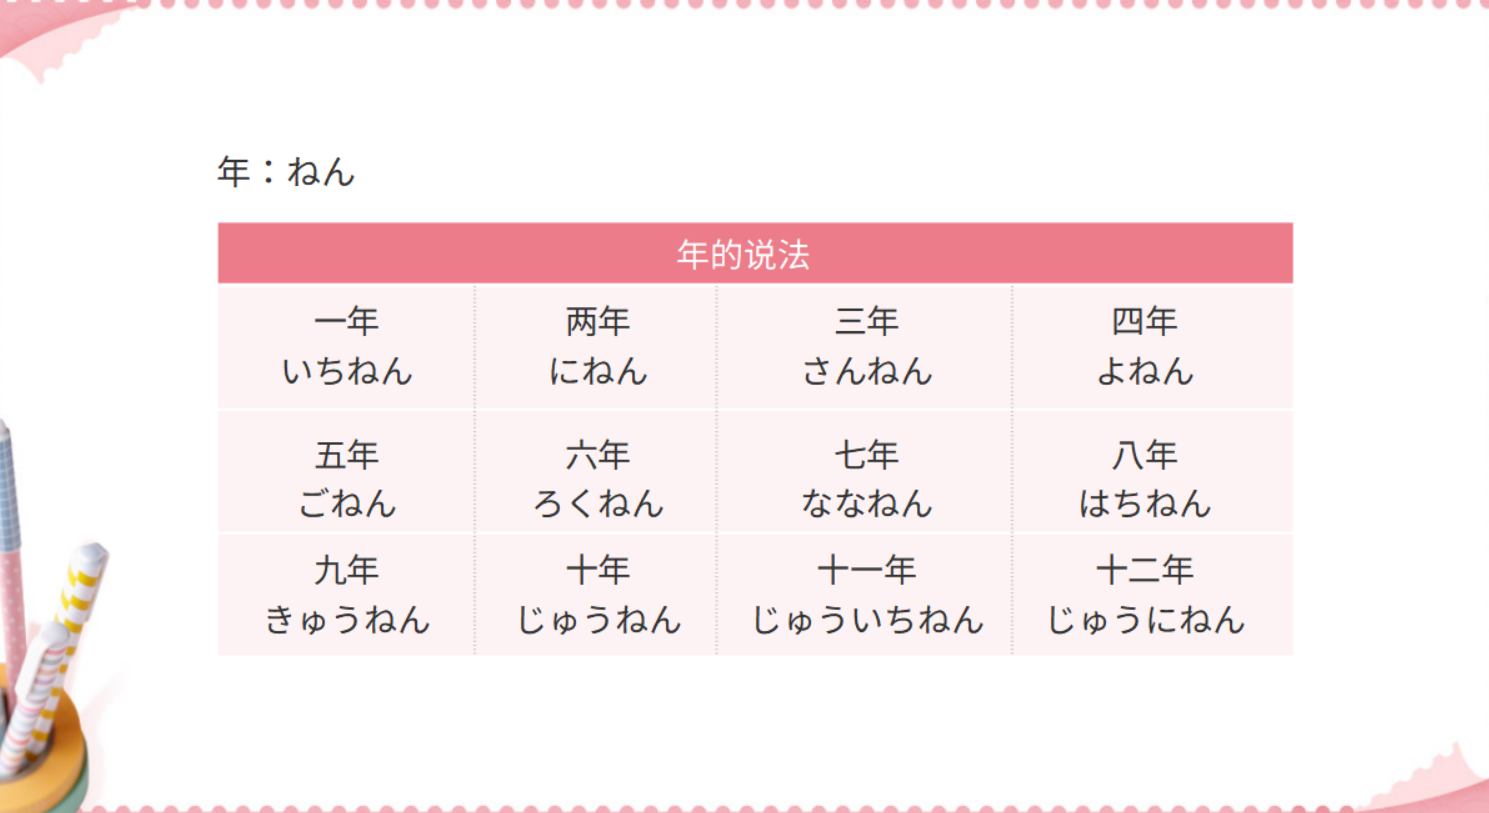 年：ねん
年的说法
一年 两年 三年 四年
いちねん にねん さんねん よねん
五年 六年 七年 八年
ごねん ろくねん ななねん はちねん
九年 十年 十一年 十二年
きゅうねん じゅうねん じゅういちねん じゅうにねん